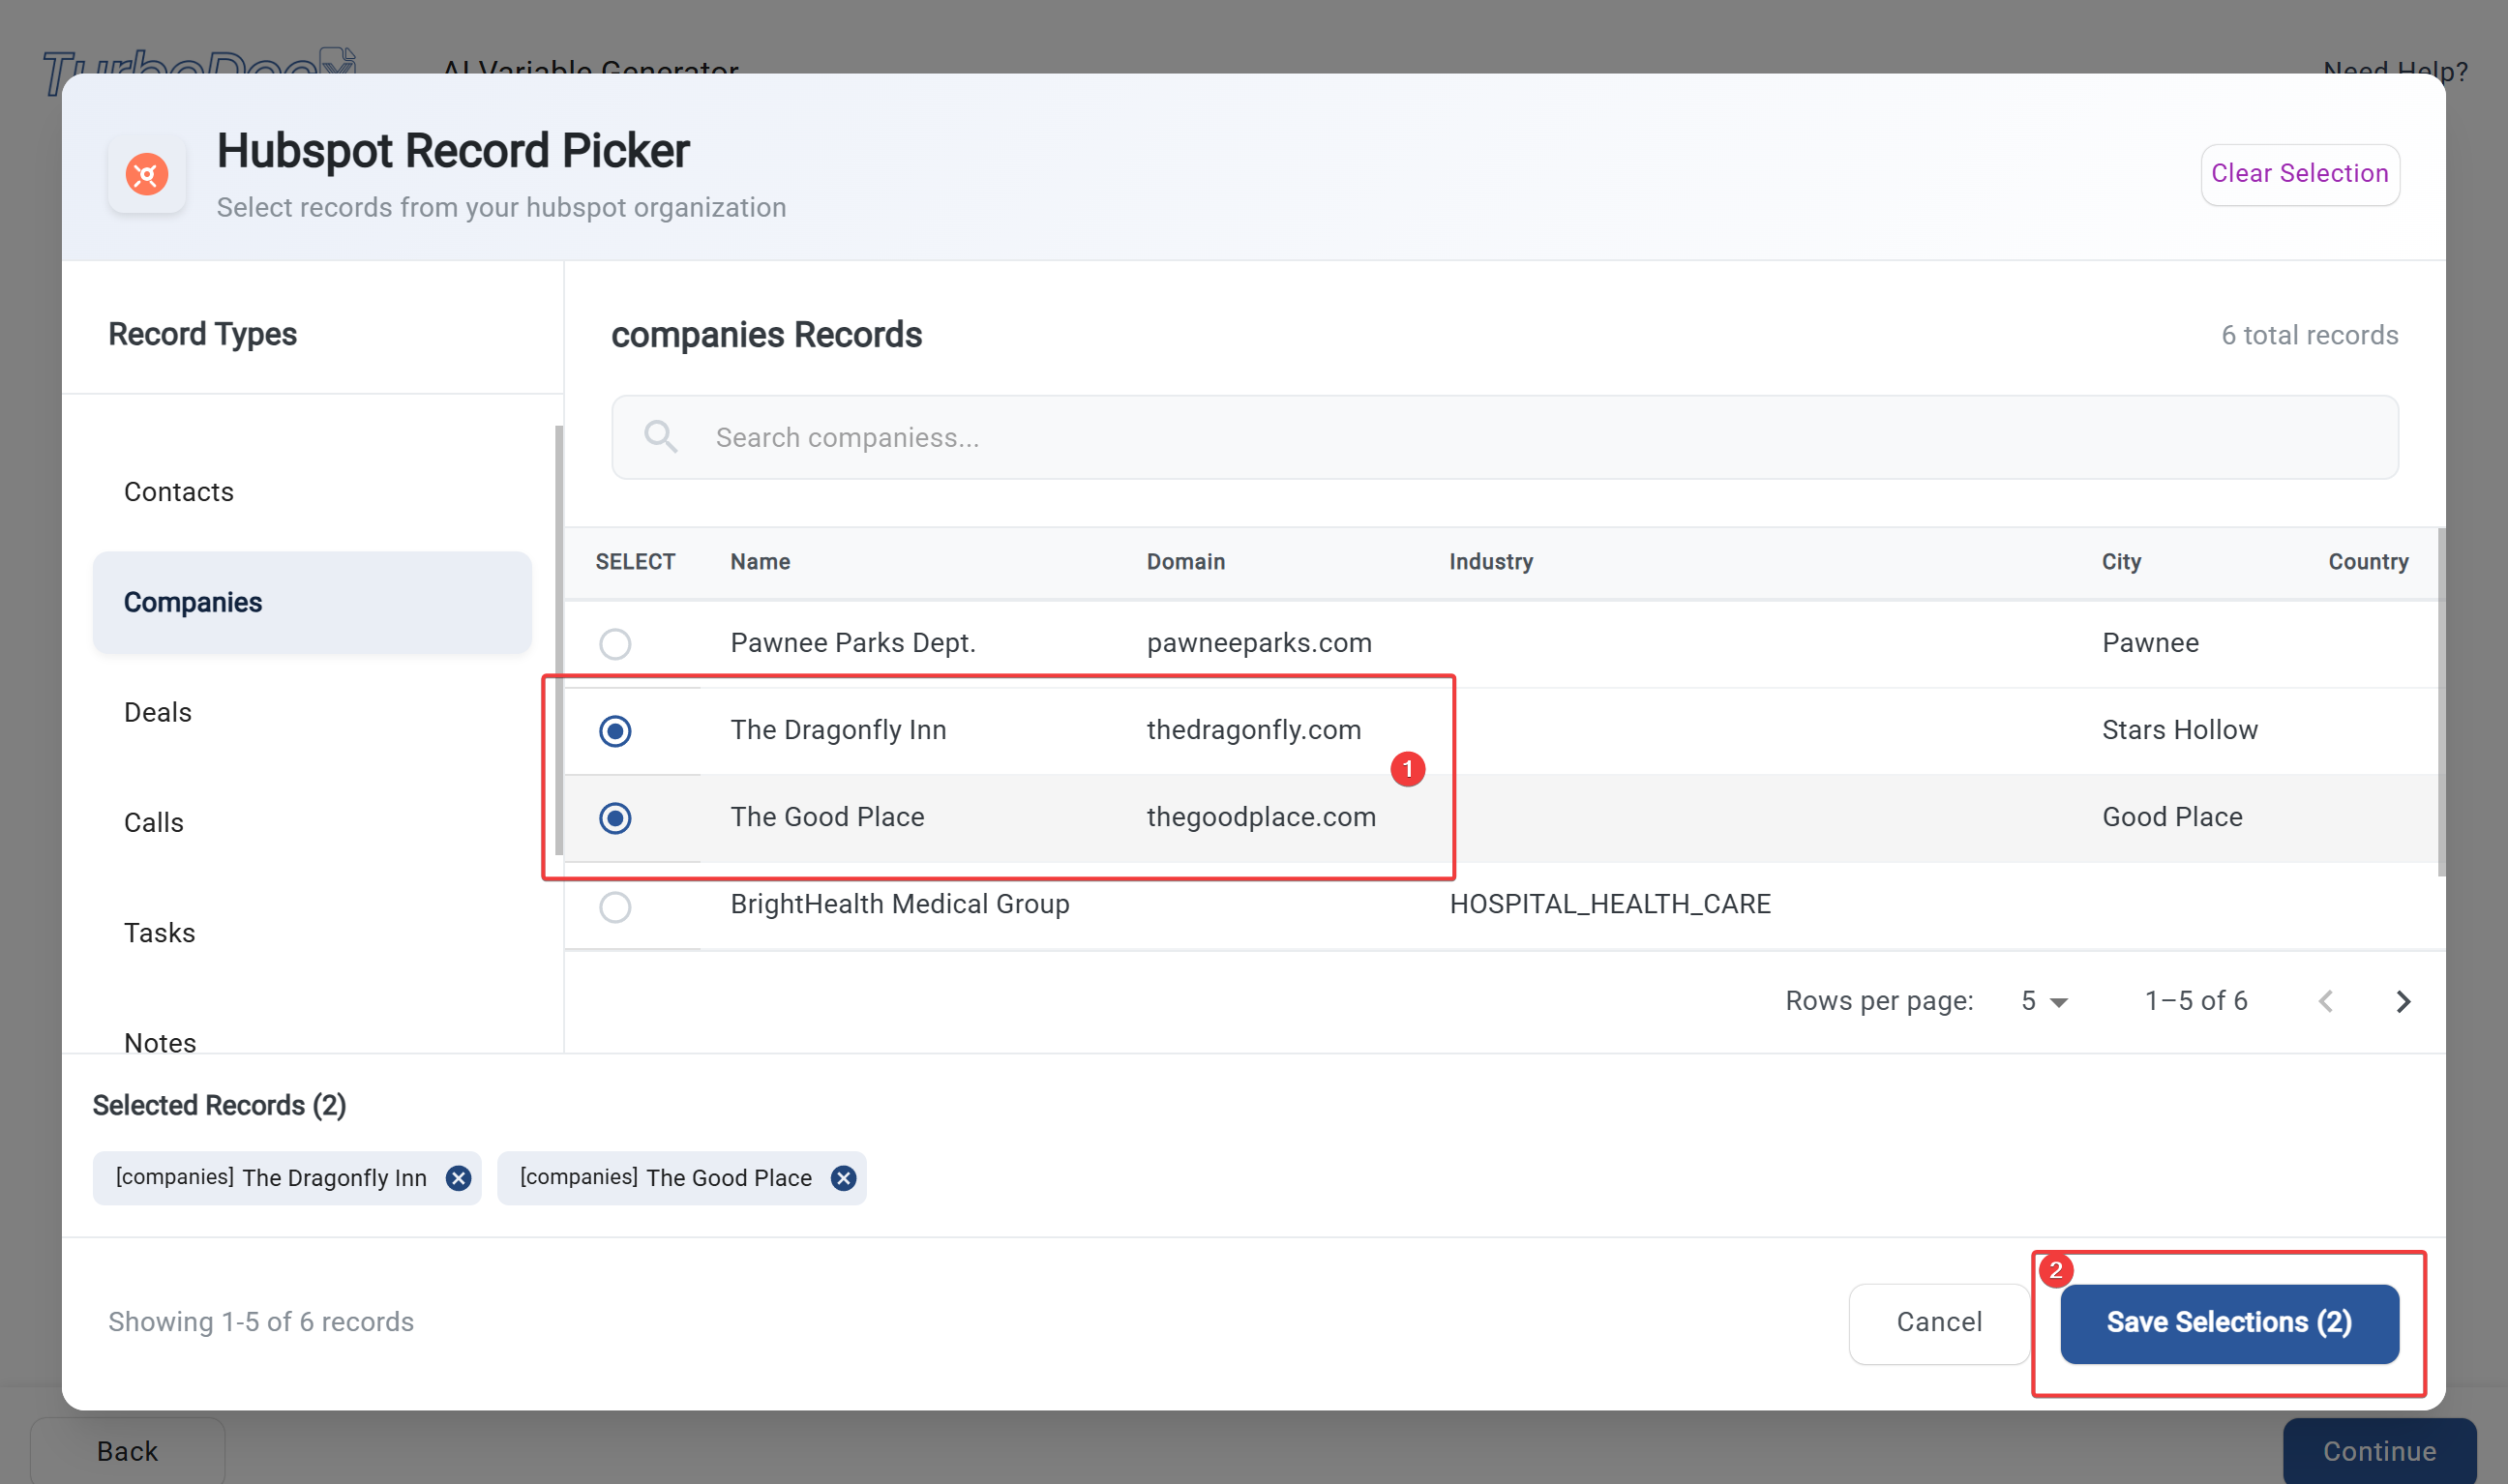 TurboDocx
AI Variable Generator
Need Help?
Hubspot Record Picker
Select records from your hubspot organization
Clear Selection
Record Types
Contacts
Companies
Deals
Calls
Tasks
Notes
companies Records
6 total records
Search companiess...
SELECT Name Domain Industry City Country
Pawnee Parks Dept. pawneeparks.com Pawnee
The Dragonfly Inn thedragonfly.com Stars Hollow
1
The Good Place thegoodplace.com Good Place
BrightHealth Medical Group HOSPITAL_HEALTH_CARE
Rows per page: 5 1–5 of 6
Selected Records (2)
[companies] The Dragonfly Inn [companies] The Good Place
Showing 1-5 of 6 records
Cancel
2
Save Selections (2)
Back
Continue